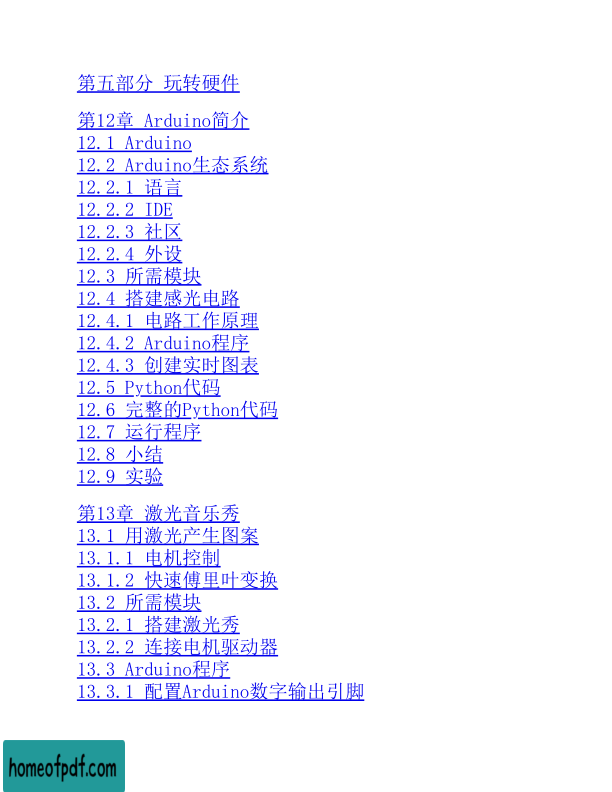 第五部分 玩转硬件
第12章 Arduino简介
12.1 Arduino
12.2 Arduino生态系统
12.2.1 语言
12.2.2 IDE
12.2.3 社区
12.2.4 外设
12.3 所需模块
12.4 搭建感光电路
12.4.1 电路工作原理
12.4.2 Arduino程序
12.4.3 创建实时图表
12.5 Python代码
12.6 完整的Python代码
12.7 运行程序
12.8 小结
12.9 实验
第13章 激光音乐秀
13.1 用激光产生图案
13.1.1 电机控制
13.1.2 快速傅里叶变换
13.2 所需模块
13.2.1 搭建激光秀
13.2.2 连接电机驱动器
13.3 Arduino程序
13.3.1 配置Arduino数字输出引脚
homeofpdf.com